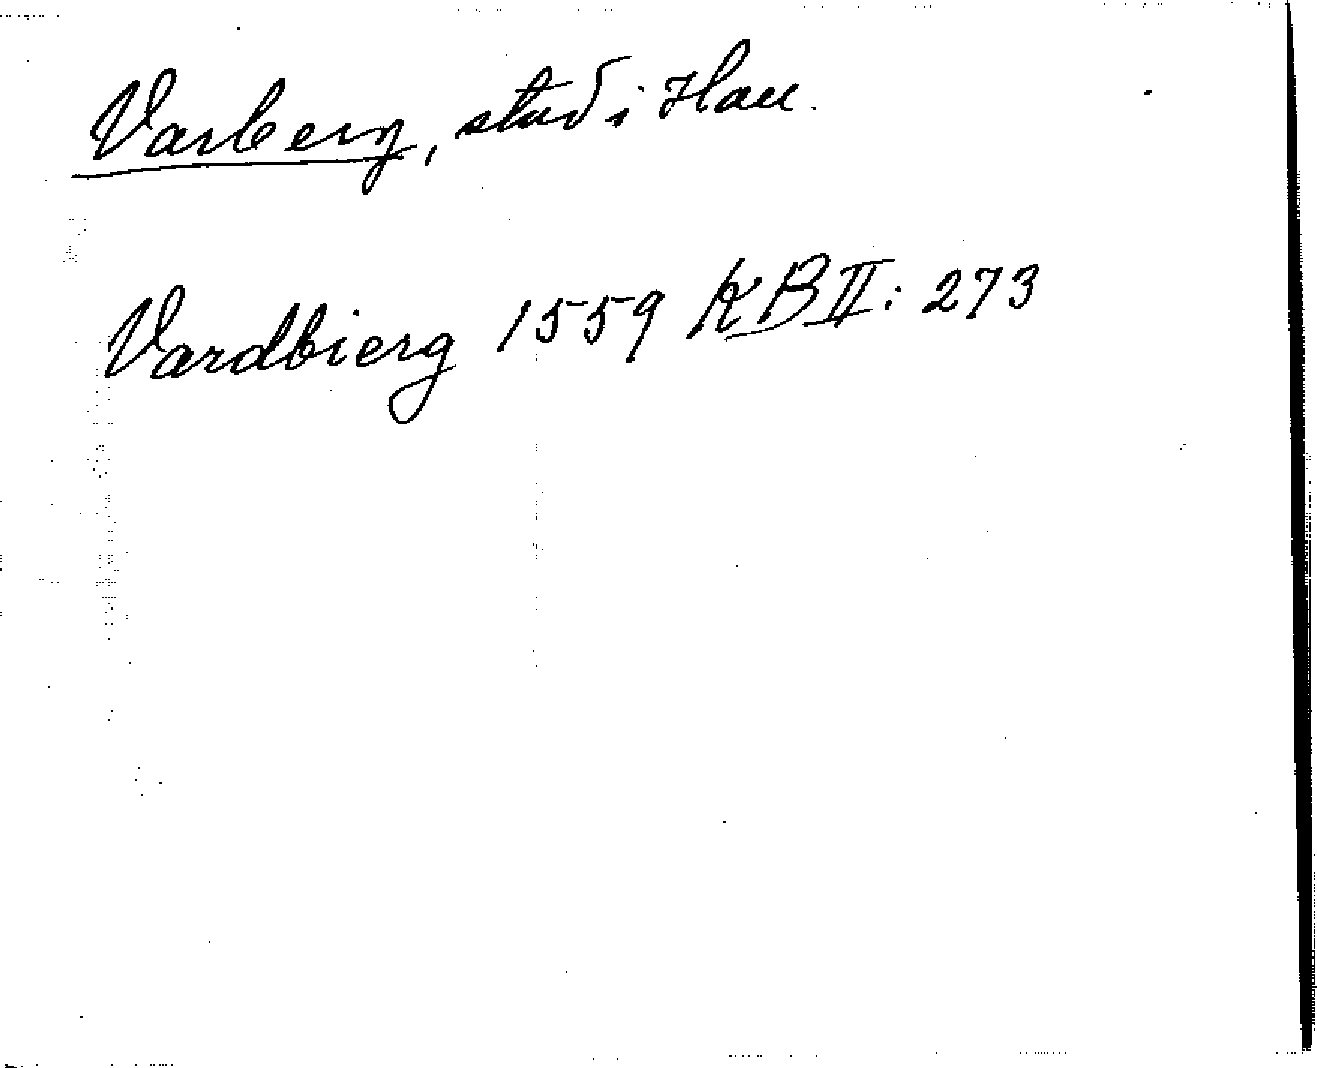 Varberg, stad i Hall.
Vardbierg 1559 KB II: 273